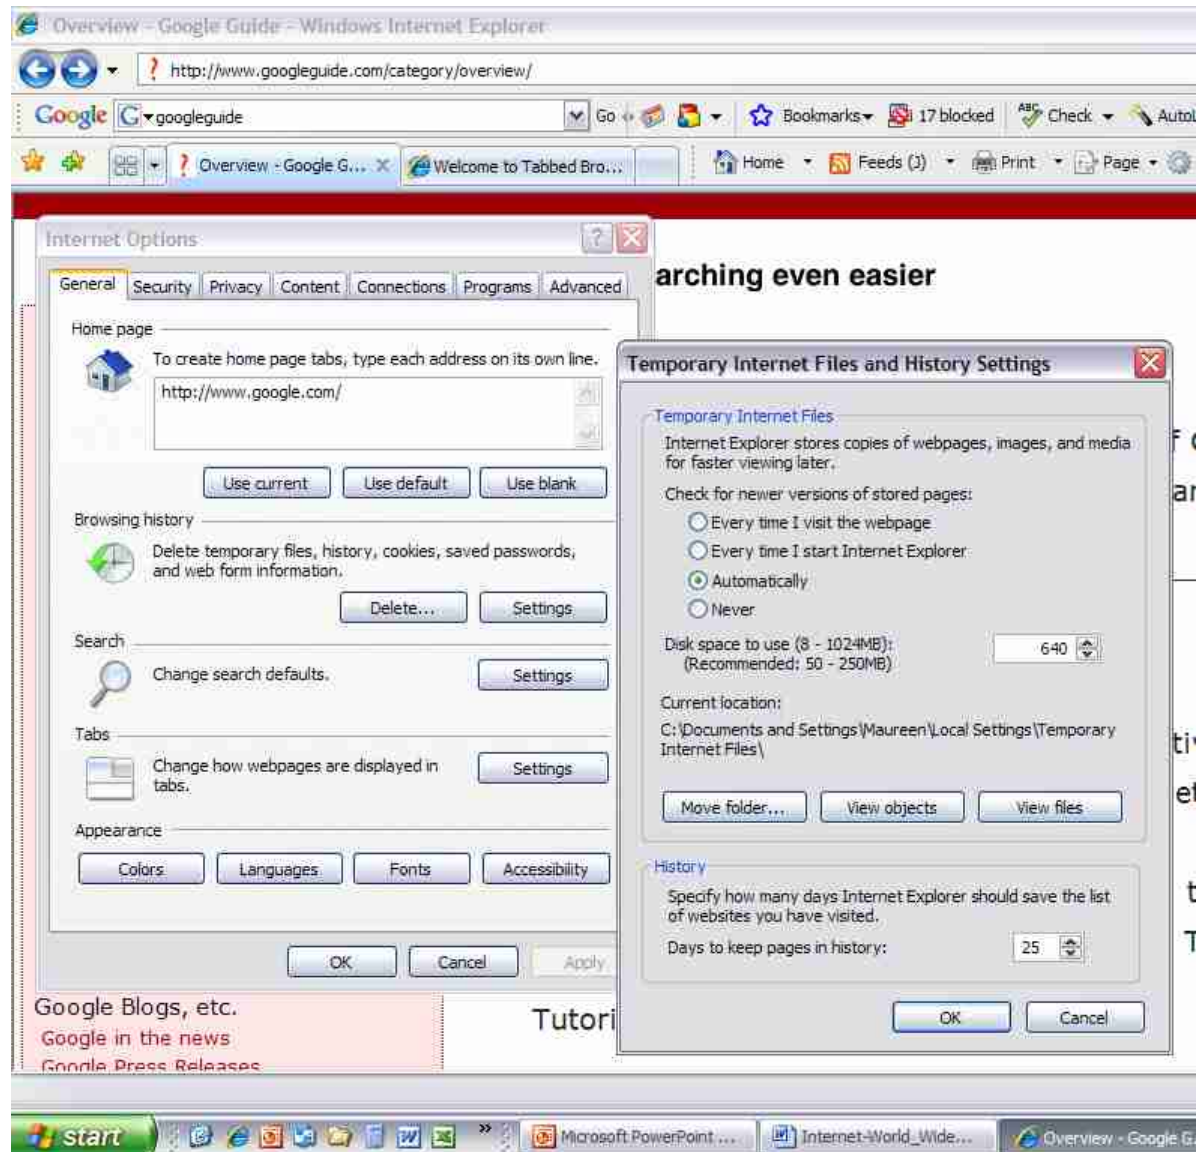 Overview - Google Guide - Windows Internet Explorer
http://www.googleguide.com/category/overview/
Google G googleguide Go Bookmarks 17 blocked ABC Check
Overview - Google G... Welcome to Tabbed Bro... Home Feeds (J) Print Page
Internet Options
arching even easier
General Security Privacy Content Connections Programs Advanced
Home page
To create home page tabs, type each address on its own line.
http://www.google.com/
Use current Use default Use blank
Browsing history
Delete temporary files, history, cookies, saved passwords,
and web form information.
Delete... Settings
Search
Change search defaults.
Settings
Tabs
Change how webpages are displayed in
tabs.
Settings
Appearance
Colors Languages Fonts Accessibility
OK Cancel Apply
Temporary Internet Files and History Settings
Temporary Internet Files
Internet Explorer stores copies of webpages, images, and media
for faster viewing later.
Check for newer versions of stored pages:
Every time I visit the webpage
Every time I start Internet Explorer
Automatically
Never
Disk space to use (8 - 1024MB): 640
(Recommended: 50 - 250MB)
Current location:
C:\Documents and Settings\Maureen\Local Settings\Temporary
Internet Files\
Move folder... View objects View files
History
Specify how many days Internet Explorer should save the list
of websites you have visited.
Days to keep pages in history: 25
OK Cancel
Google Blogs, etc.
Google in the news
Google Press Releases
Tutori
start Microsoft PowerPoint ... Internet-World_Wide... Overview - Google G.